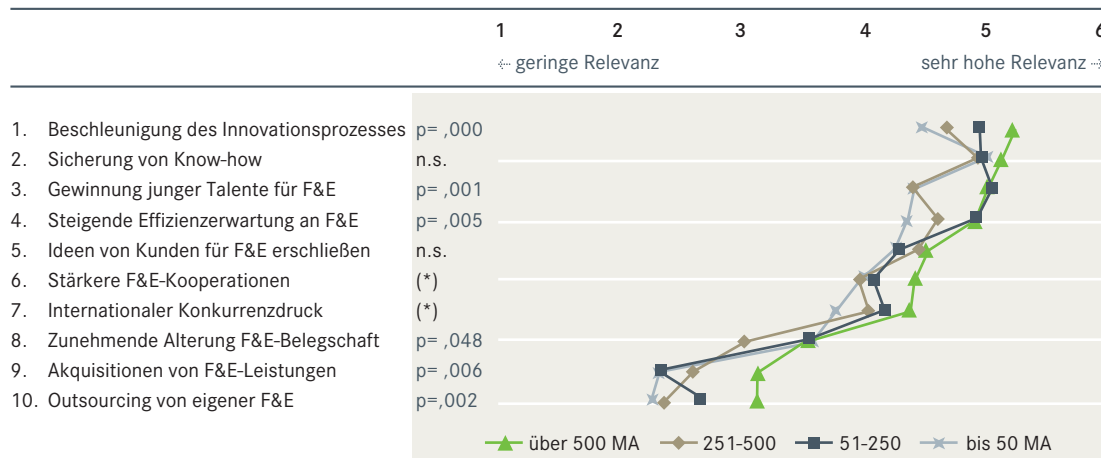 1 2 3 4 5 6
← geringe Relevanz sehr hohe Relevanz →
1. Beschleunigung des Innovationsprozesses p= ,000
2. Sicherung von Know-how n.s.
3. Gewinnung junger Talente für F&E p= ,001
4. Steigende Effizienzerwartung an F&E p= ,005
5. Ideen von Kunden für F&E erschließen n.s.
6. Stärkere F&E-Kooperationen (*)
7. Internationaler Konkurrenzdruck (*)
8. Zunehmende Alterung F&E-Belegschaft p= ,048
9. Akquisitionen von F&E-Leistungen p= ,006
10. Outsourcing von eigener F&E p=,002
über 500 MA 251-500 51-250 bis 50 MA